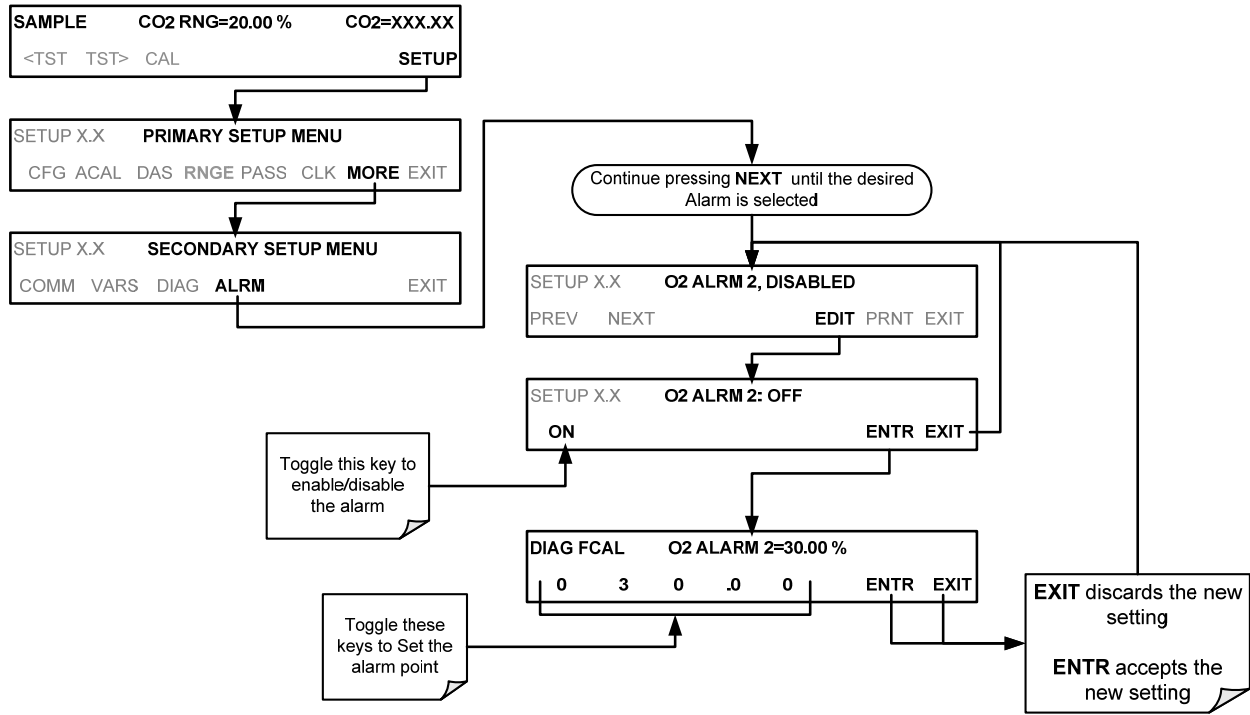 SAMPLE CO2 RNG=20.00 % CO2=XXX.XX
<TST TST> CAL SETUP
SETUP X.X PRIMARY SETUP MENU
CFG ACAL DAS RNGE PASS CLK MORE EXIT
SETUP X.X SECONDARY SETUP MENU
COMM VARS DIAG ALRM EXIT
Continue pressing NEXT until the desired
Alarm is selected
SETUP X.X O2 ALRM 2, DISABLED
PREV NEXT EDIT PRNT EXIT
SETUP X.X O2 ALRM 2: OFF
ON ENTR EXIT
Toggle this key to
enable/disable
the alarm
DIAG FCAL O2 ALARM 2=30.00 %
0 3 0 .0 0 ENTR EXIT
Toggle these
keys to Set the
alarm point
EXIT discards the new
setting
ENTR accepts the
new setting